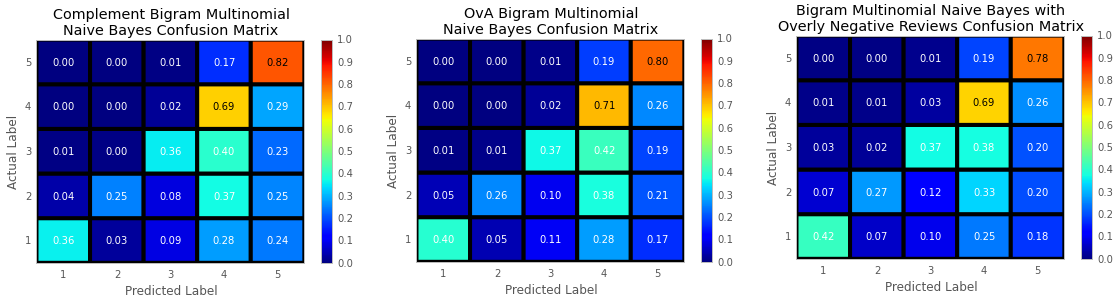 Complement Bigram Multinomial
Naive Bayes Confusion Matrix
5 0.00 0.00 0.01 0.17 0.82
4 0.00 0.00 0.02 0.69 0.29
3 0.01 0.00 0.36 0.40 0.23
2 0.04 0.25 0.08 0.37 0.25
1 0.36 0.03 0.09 0.28 0.24
1 2 3 4 5
Actual Label
Predicted Label
1.0
0.9
0.8
0.7
0.6
0.5
0.4
0.3
0.2
0.1
0.0
OvA Bigram Multinomial
Naive Bayes Confusion Matrix
5 0.00 0.00 0.01 0.19 0.80
4 0.00 0.00 0.02 0.71 0.26
3 0.01 0.01 0.37 0.42 0.19
2 0.05 0.26 0.10 0.38 0.21
1 0.40 0.05 0.11 0.28 0.17
1 2 3 4 5
Actual Label
Predicted Label
1.0
0.9
0.8
0.7
0.6
0.5
0.4
0.3
0.2
0.1
0.0
Bigram Multinomial Naive Bayes with
Overly Negative Reviews Confusion Matrix
5 0.00 0.00 0.01 0.19 0.78
4 0.01 0.01 0.03 0.69 0.26
3 0.03 0.02 0.37 0.38 0.20
2 0.07 0.27 0.12 0.33 0.20
1 0.42 0.07 0.10 0.25 0.18
1 2 3 4 5
Actual Label
Predicted Label
1.0
0.9
0.8
0.7
0.6
0.5
0.4
0.3
0.2
0.1
0.0